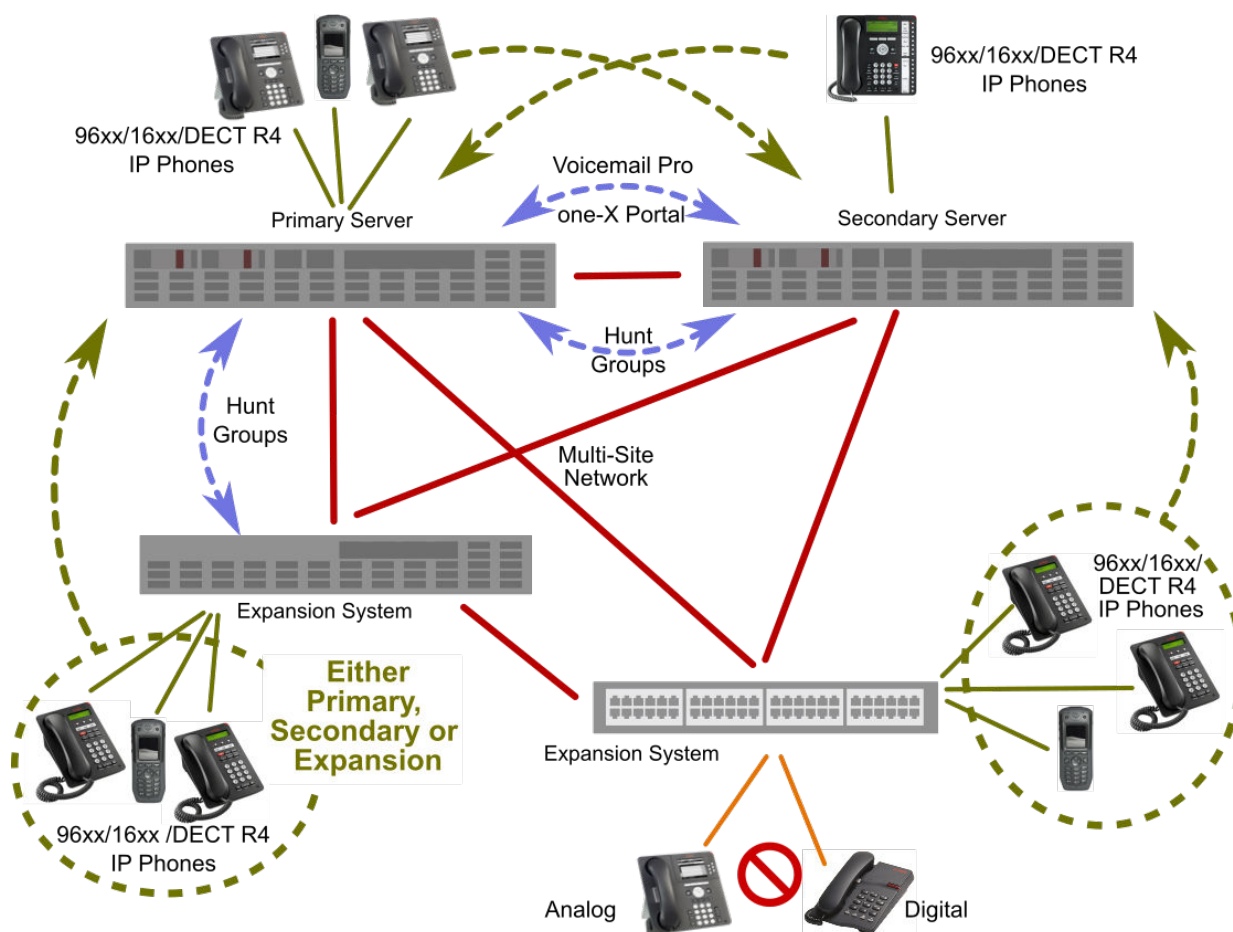 96xx/16xx/DECT R4
IP Phones
96xx/16xx/DECT R4
IP Phones
Voicemail Pro
one-X Portal
Primary Server
Secondary Server
Hunt
Groups
Hunt
Groups
Multi-Site
Network
Expansion System
96xx/16xx/
DECT R4
IP Phones
Either
Primary,
Secondary or
Expansion
Expansion System
96xx/16xx /DECT R4
IP Phones
Analog
Digital